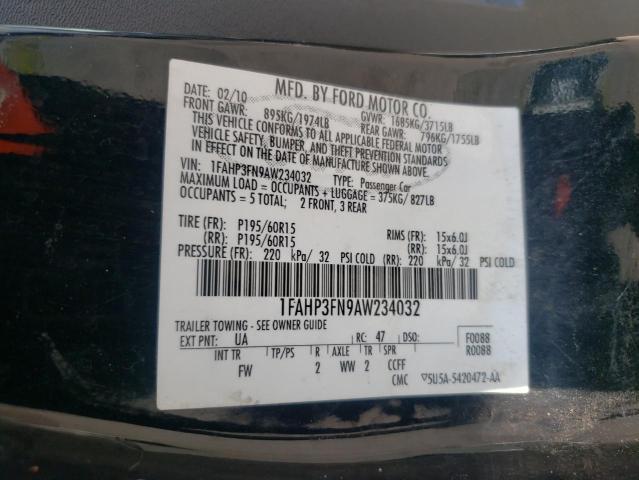 MFD. BY FORD MOTOR CO.
DATE: 02/10 GVWR: 1685KG/3715LB
FRONT GAWR: 895KG/1974LB REAR GAWR: 796KG/1755LB
THIS VEHICLE CONFORMS TO ALL APPLICABLE FEDERAL MOTOR
VEHICLE SAFETY, BUMPER, AND THEFT PREVENTION STANDARDS
IN EFFECT ON THE DATE OF MANUFACTURE SHOWN ABOVE.
VIN: 1FAHP3FN9AW234032 TYPE: Passenger Car
MAXIMUM LOAD = OCCUPANTS + LUGGAGE = 375KG/827LB
OCCUPANTS = 5 TOTAL; 2 FRONT, 3 REAR
TIRE (FR): P195/60R15 RIMS (FR): 15x6.0J
(RR): P195/60R15 (RR): 15x6.0J
PRESSURE (FR): 220 kPa/ 32 PSI COLD (RR): 220 kPa/ 32 PSI COLD
1FAHP3FN9AW234032
TRAILER TOWING - SEE OWNER GUIDE
EXT PNT: UA RC: 47 DSO: F0088
R0088
INT TR TP/PS R AXLE TR SPR
FW 2 WW 2 CCFF
CMC 5U5A-5420472-AA